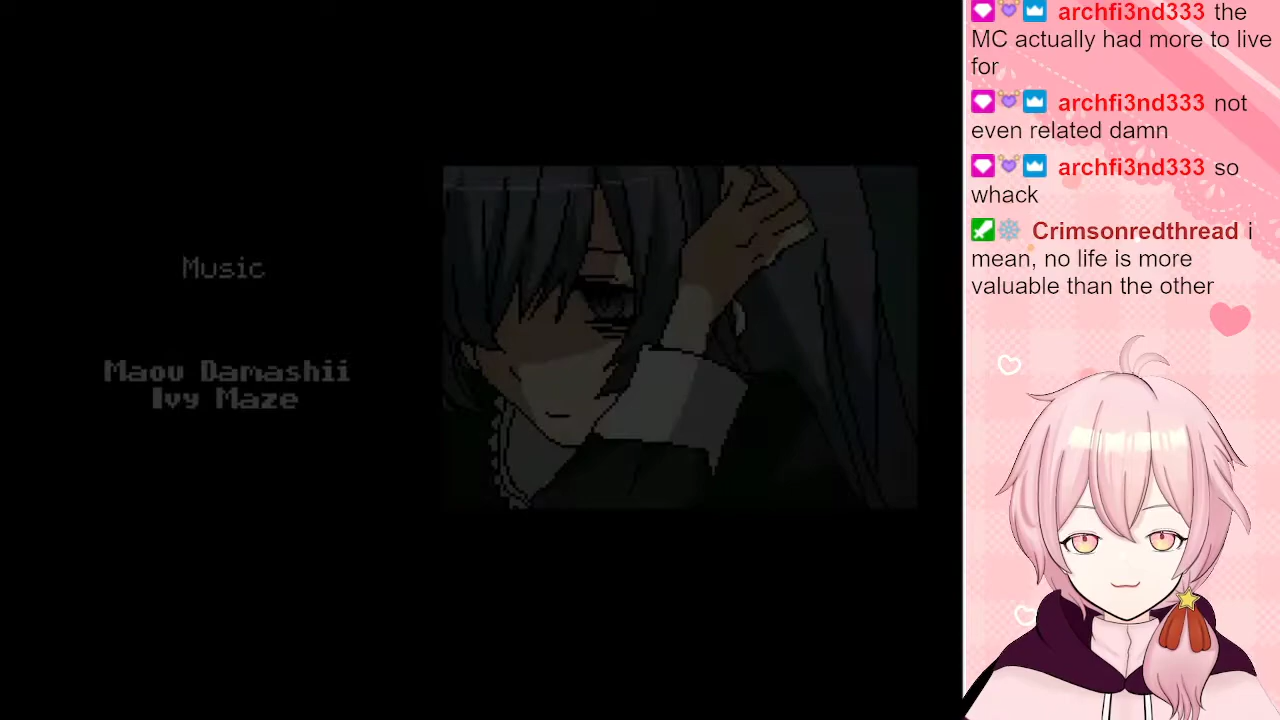 Music
Maou Damashii
Ivy Maze
archfi3nd333 the
MC actually had more to live
for
archfi3nd333 not
even related damn
archfi3nd333 so
whack
Crimsonredthread i
mean, no life is more
valuable than the other